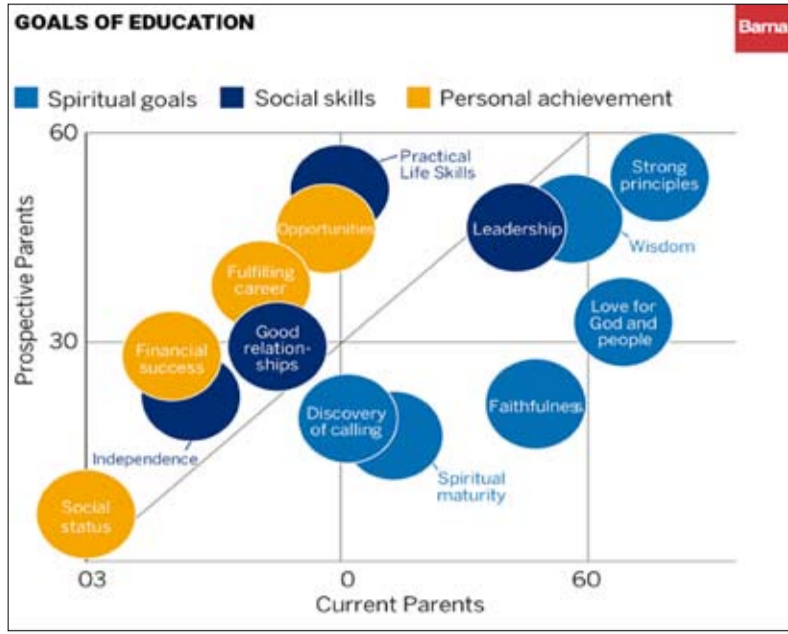 GOALS OF EDUCATION
Barna
Spiritual goals
Social skills
Personal achievement
60
Practical
Life Skills
Strong
principles
Opportunities
Leadership
Wisdom
Fulfilling
career
Love for
God and
people
Prospective Parents
30
Good
relation-
ships
Financial
success
Discovery
of calling
Faithfulness
Independence
Spiritual
maturity
Social
status
03
0
60
Current Parents